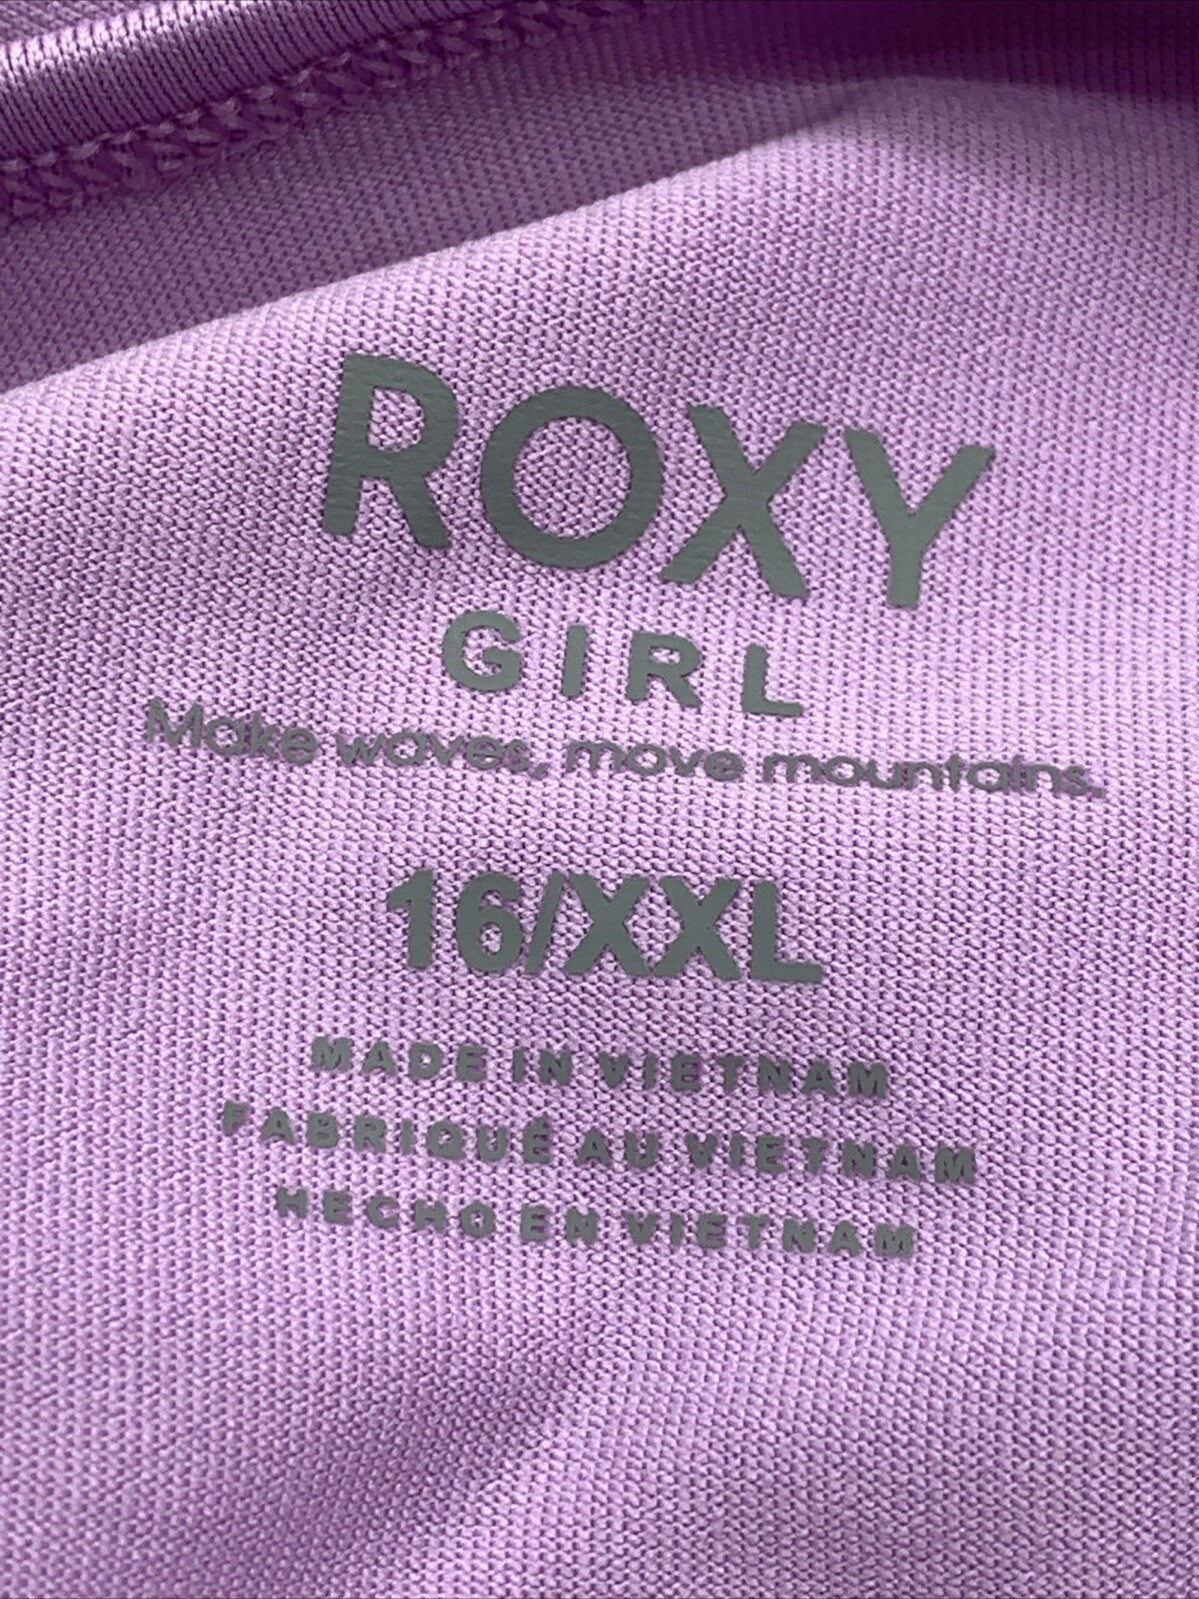 ROXY
GIRL
Make waves, move mountains.
16/XXL
MADE IN VIETNAM
FABRIQUÉ AU VIETNAM
HECHO EN VIETNAM